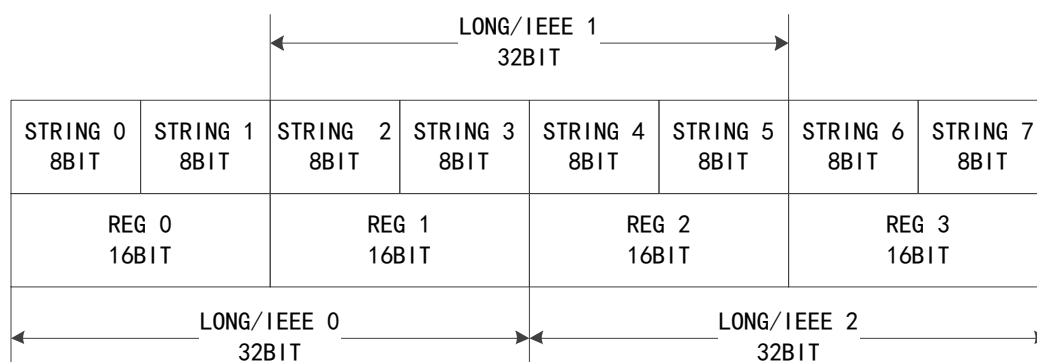 LONG/IEEE 1
32BIT
STRING 0 STRING 1 STRING 2 STRING 3 STRING 4 STRING 5 STRING 6 STRING 7
8BIT 8BIT 8BIT 8BIT 8BIT 8BIT 8BIT 8BIT
REG 0 REG 1 REG 2 REG 3
16BIT 16BIT 16BIT 16BIT
LONG/IEEE 0 LONG/IEEE 2
32BIT 32BIT